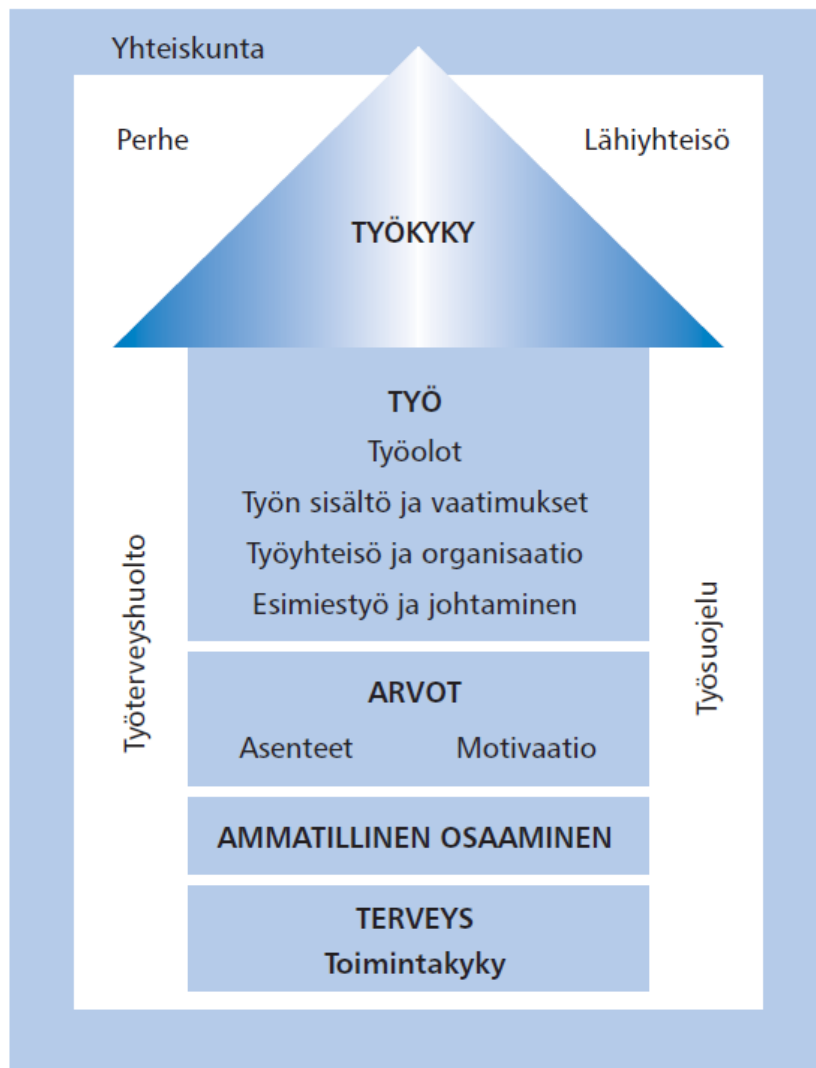 Yhteiskunta
Perhe
Lähiyhteisö
TYÖKYKY
TYÖ
Työolot
Työn sisältö ja vaatimukset
Työyhteisö ja organisaatio
Esimiestyö ja johtaminen
Työterveyshuolto
Työsuojelu
ARVOT
Asenteet Motivaatio
AMMATILLINEN OSAAMINEN
TERVEYS
Toimintakyky